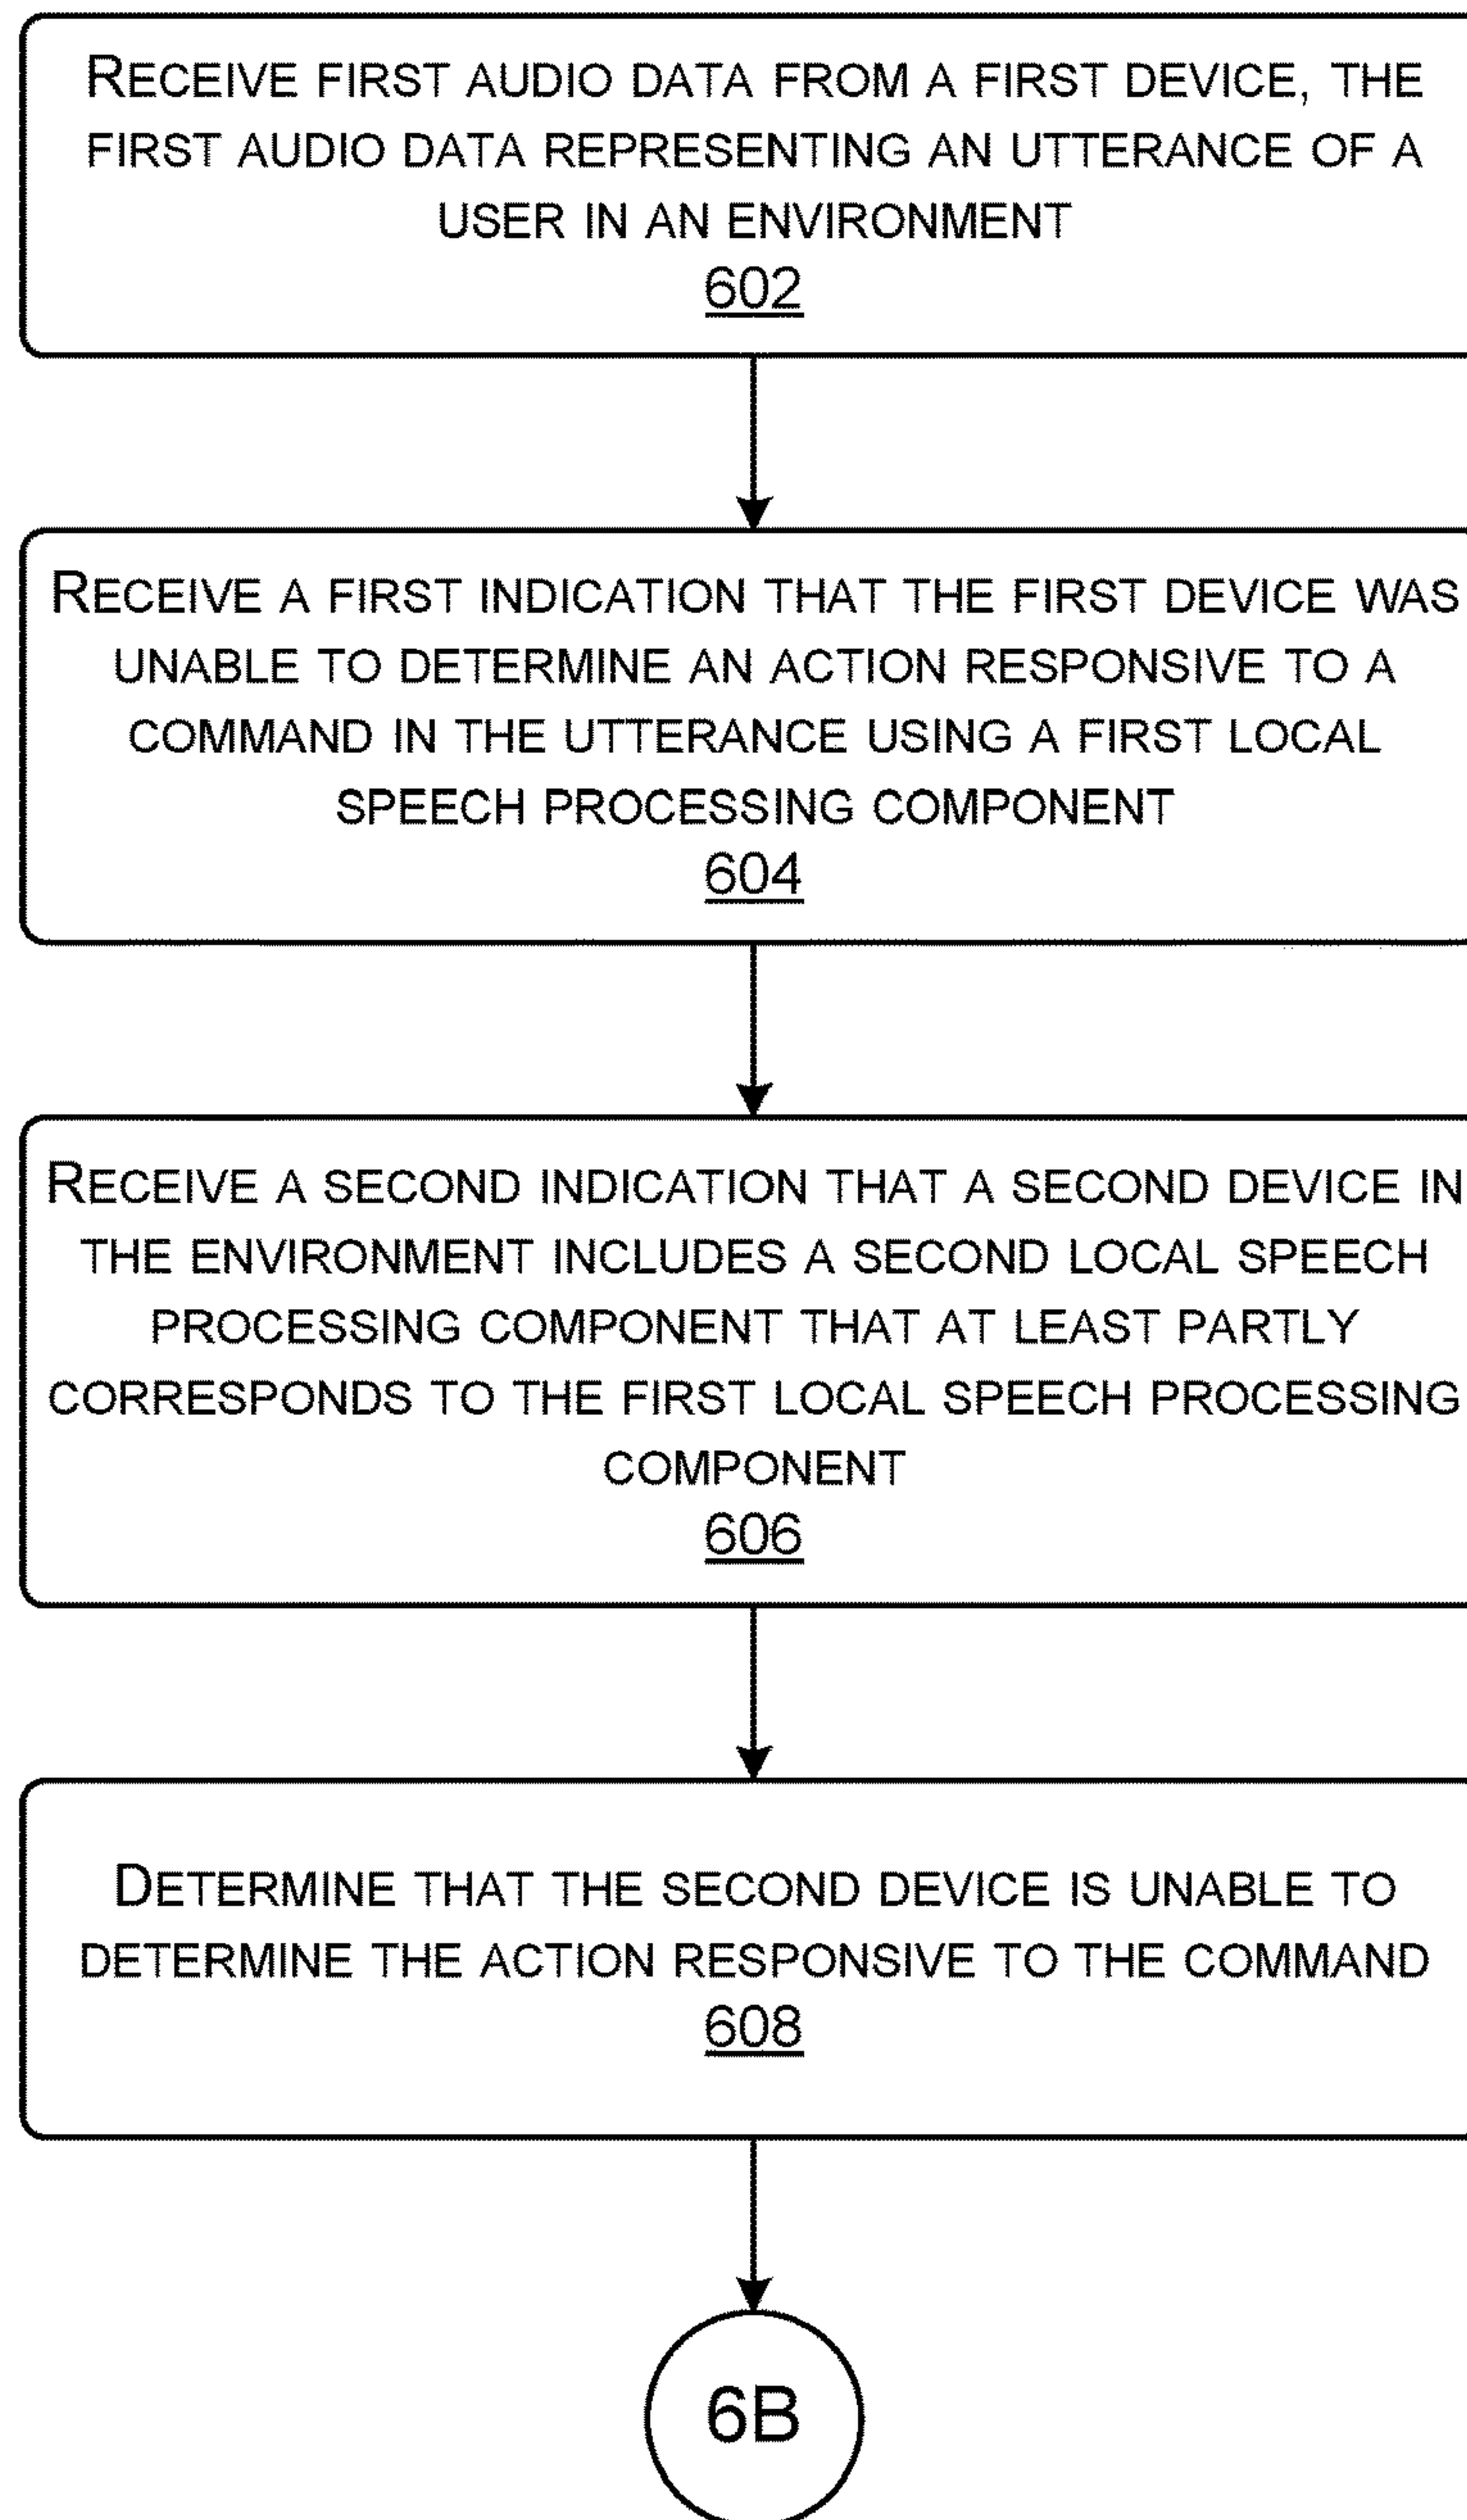 RECEIVE FIRST AUDIO DATA FROM A FIRST DEVICE, THE
FIRST AUDIO DATA REPRESENTING AN UTTERANCE OF A
USER IN AN ENVIRONMENT
602
RECEIVE A FIRST INDICATION THAT THE FIRST DEVICE WAS
UNABLE TO DETERMINE AN ACTION RESPONSIVE TO A
COMMAND IN THE UTTERANCE USING A FIRST LOCAL
SPEECH PROCESSING COMPONENT
604
RECEIVE A SECOND INDICATION THAT A SECOND DEVICE IN
THE ENVIRONMENT INCLUDES A SECOND LOCAL SPEECH
PROCESSING COMPONENT THAT AT LEAST PARTLY
CORRESPONDS TO THE FIRST LOCAL SPEECH PROCESSING
COMPONENT
606
DETERMINE THAT THE SECOND DEVICE IS UNABLE TO
DETERMINE THE ACTION RESPONSIVE TO THE COMMAND
608
6B